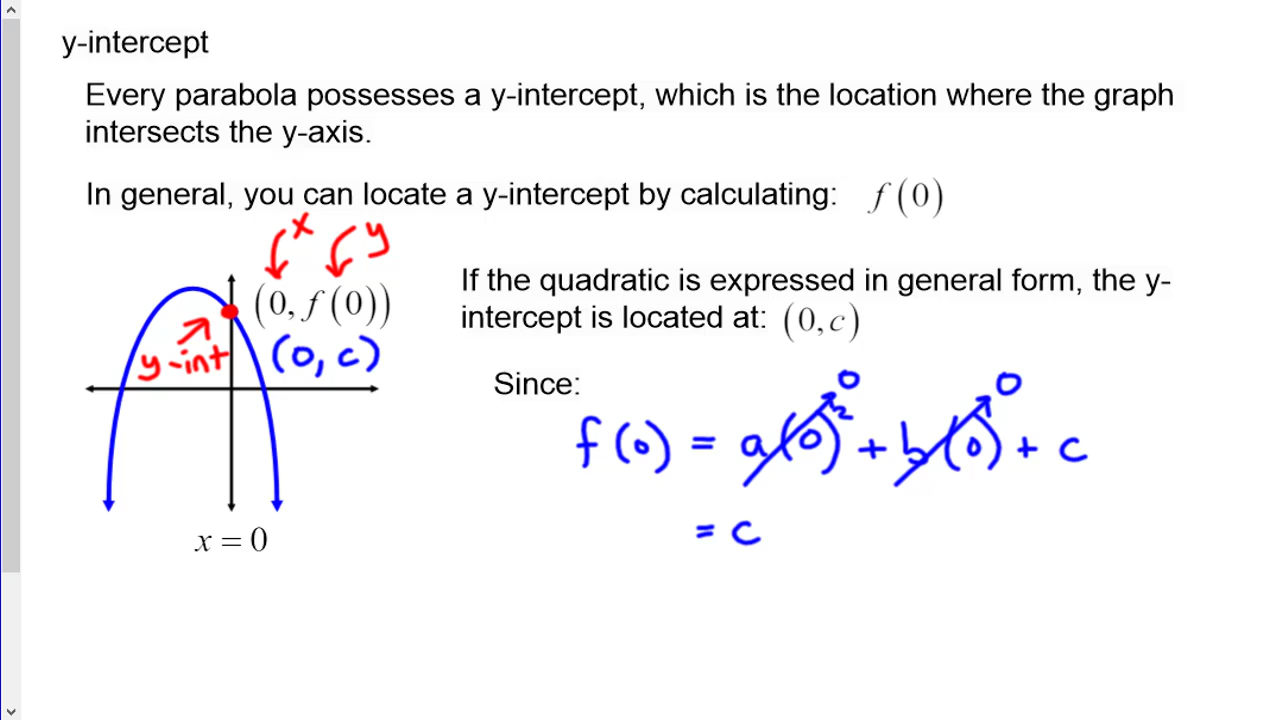 y-intercept
Every parabola possesses a y-intercept, which is the location where the graph
intersects the y-axis.
In general, you can locate a y-intercept by calculating: f(0)
x y
(0, f(0))
y-int
(0, c)
x = 0
If the quadratic is expressed in general form, the y-
intercept is located at: (0, c)
Since:
0 0
f(0) = a(0)² + b(0) + c
= c